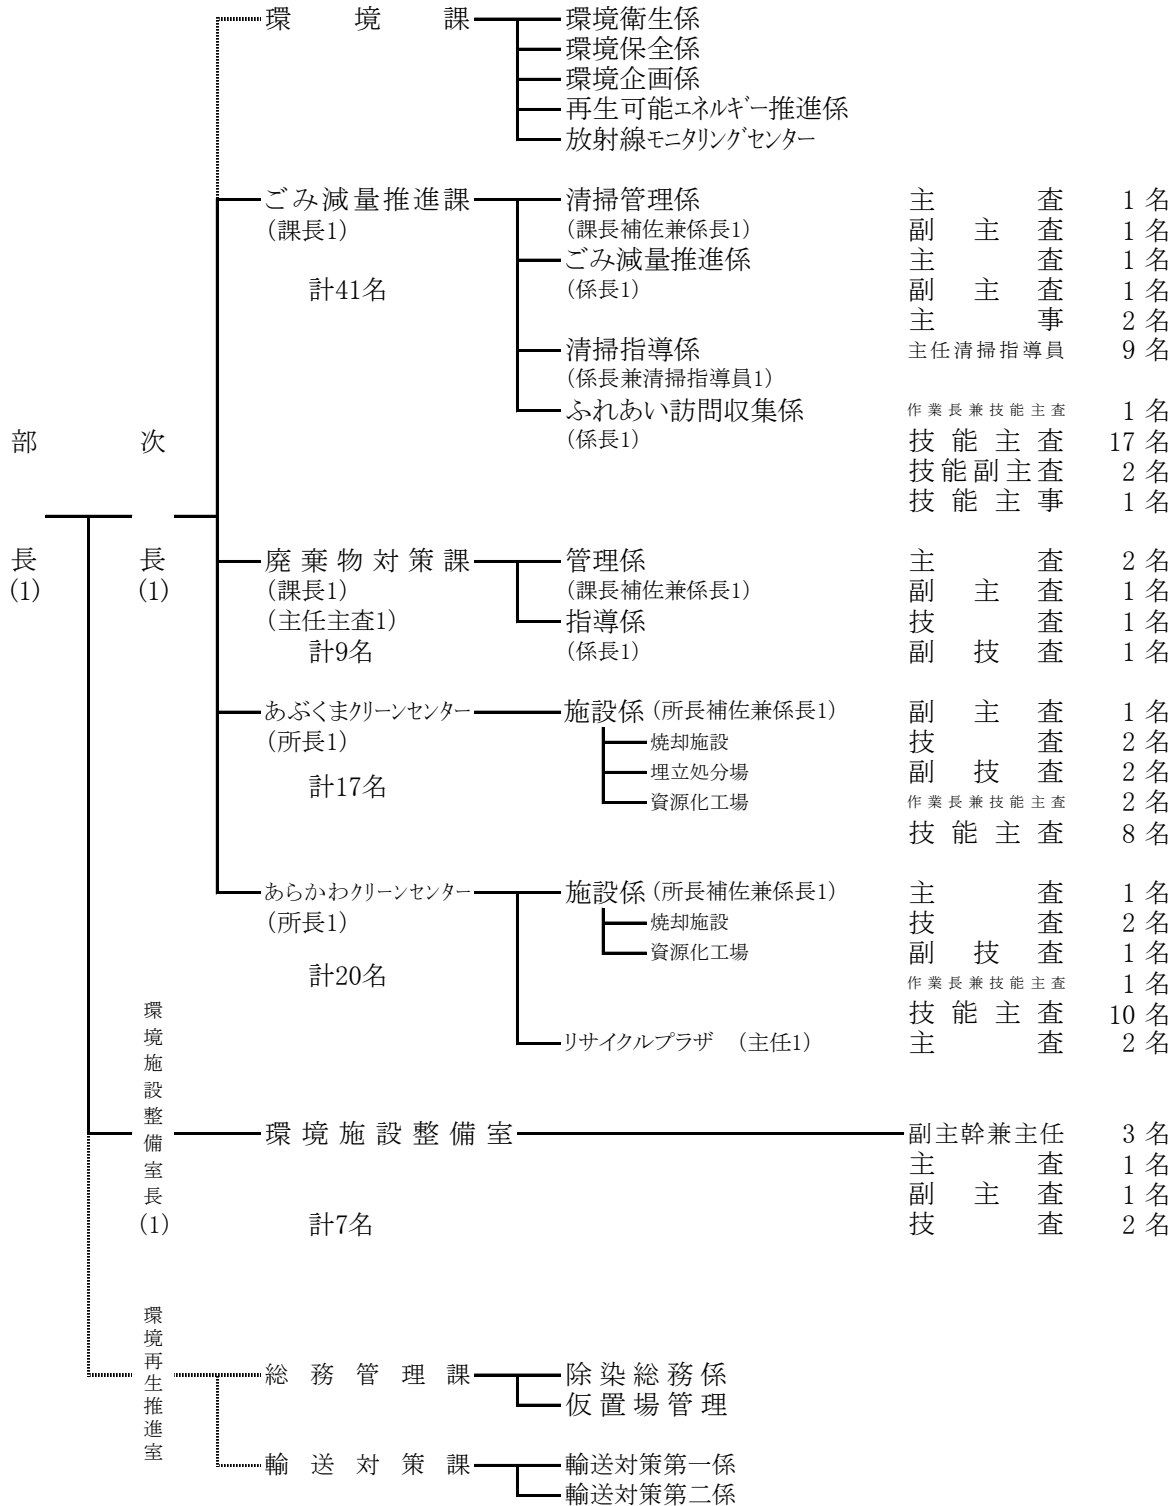 環境課 環境衛生係
環境保全係
環境企画係
再生可能エネルギー推進係
放射線モニタリングセンター
ごみ減量推進課 清掃管理係 主査 1名
(課長1) (課長補佐兼係長1) 副主査 1名
ごみ減量推進係 主査 1名
計41名 (係長1) 副主査 1名
主事 2名
清掃指導係 主任清掃指導員 9名
(係長兼清掃指導員1)
ふれあい訪問収集係 作業長兼技能主査 1名
部長(1) 次長(1) (係長1) 技能主査 17名
技能副主査 2名
技能主事 1名
廃棄物対策課 管理係 主査 2名
(課長1) (課長補佐兼係長1) 副主査 1名
(主任主査1) 指導係 技査 1名
計9名 (係長1) 副技査 1名
あぶくまクリーンセンター 施設係(所長補佐兼係長1) 副主査 1名
(所長1) 焼却施設 技査 2名
計17名 埋立処分場 副技査 2名
資源化工場 作業長兼技能主査 2名
技能主査 8名
あらかわクリーンセンター 施設係(所長補佐兼係長1) 主査 1名
(所長1) 焼却施設 技査 2名
資源化工場 副技査 1名
計20名 作業長兼技能主査 1名
技能主査 10名
リサイクルプラザ (主任1) 主査 2名
環境施設整備室長(1) 環境施設整備室 副主幹兼主任 3名
主査 1名
副主査 1名
計7名 技査 2名
環境再生推進室 総務管理課 除染総務係
仮置場管理
輸送対策課 輸送対策第一係
輸送対策第二係